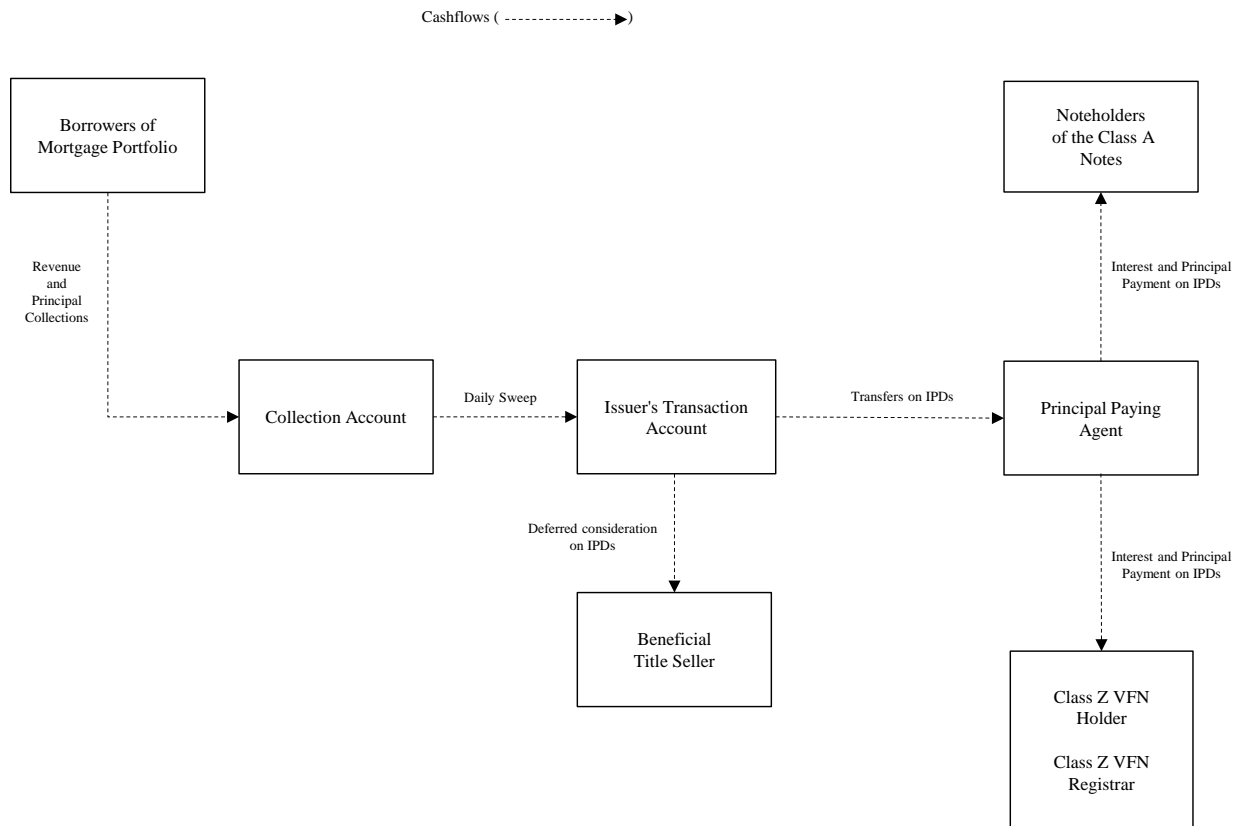 Cashflows ( )
Borrowers of
Mortgage Portfolio
Noteholders
of the Class A
Notes
Revenue
and
Principal
Collections
Interest and Principal
Payment on IPDs
Collection Account
Daily Sweep
Issuer's Transaction
Account
Transfers on IPDs
Principal Paying
Agent
Deferred consideration
on IPDs
Interest and Principal
Payment on IPDs
Beneficial
Title Seller
Class Z VFN
Holder
Class Z VFN
Registrar